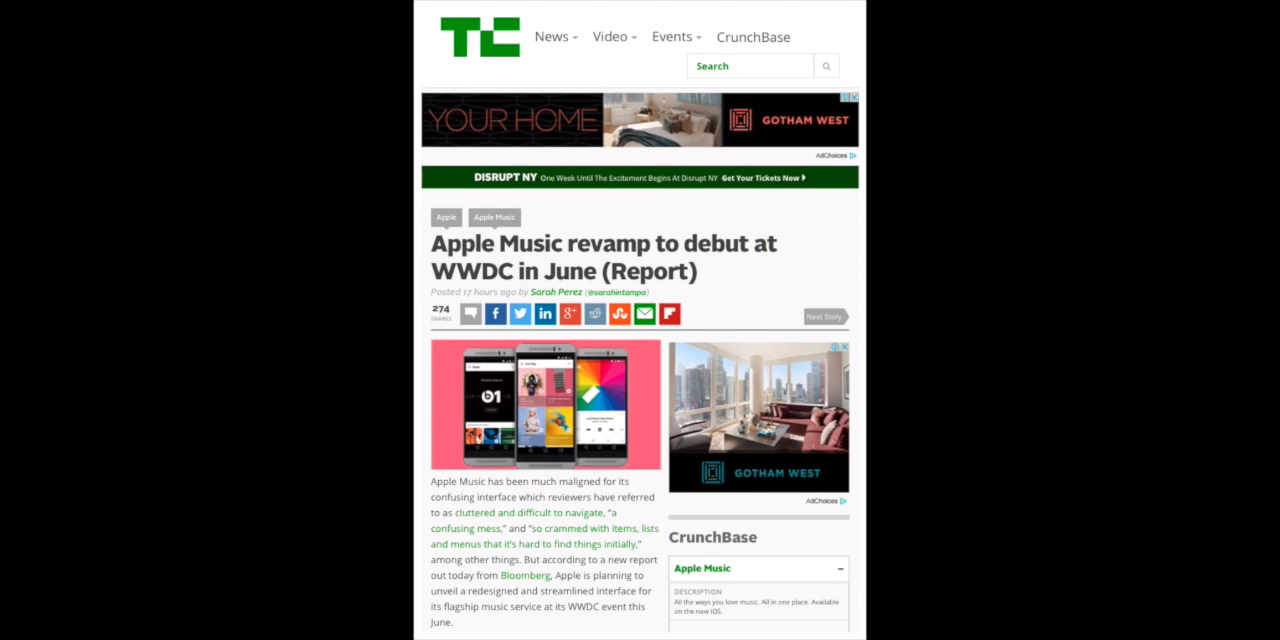 TC
News
Video
Events
CrunchBase
Search
YOUR HOME
GOTHAM WEST
AdChoices
DISRUPT NY One Week Until The Excitement Begins At Disrupt NY Get Your Tickets Now
Apple
Apple Music
Apple Music revamp to debut at
WWDC in June (Report)
Posted 17 hours ago by Sarah Perez (@sarahintampa)
274
SHARES
Next Story
Apple Music has been much maligned for its
confusing interface which reviewers have referred
to as cluttered and difficult to navigate, "a
confusing mess," and "so crammed with items, lists
and menus that it's hard to find things initially,"
among other things. But according to a new report
out today from Bloomberg, Apple is planning to
unveil a redesigned and streamlined interface for
its flagship music service at its WWDC event this
June.
GOTHAM WEST
AdChoices
CrunchBase
Apple Music
DESCRIPTION
All the ways you love music. All in one place. Available
on the new iOS.